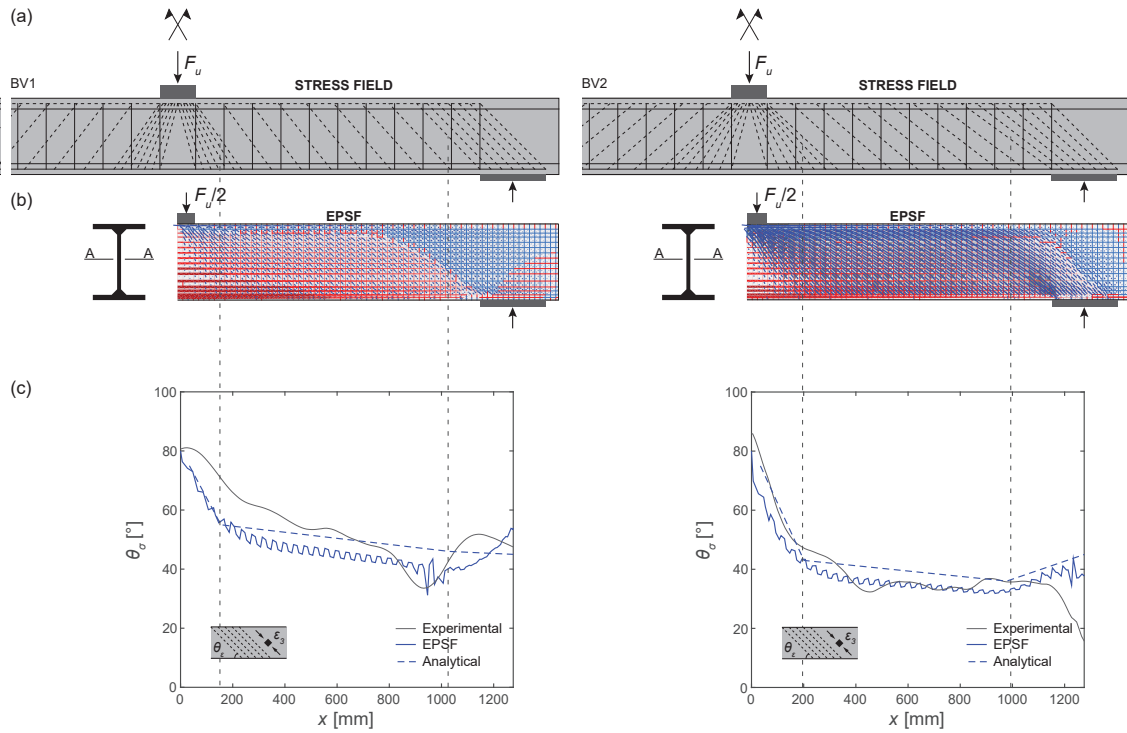 (a)
F_u
F_u
BV1
STRESS FIELD
BV2
STRESS FIELD
(b)
F_u/2
F_u/2
EPSF
EPSF
A A
A A
(c)
100
80
60
40
20
0
θ_σ [°]
θ_ε
ε_3
Experimental
EPSF
Analytical
0 200 400 600 800 1000 1200
x [mm]
100
80
60
40
20
0
θ_σ [°]
θ_ε
ε_3
Experimental
EPSF
Analytical
0 200 400 600 800 1000 1200
x [mm]